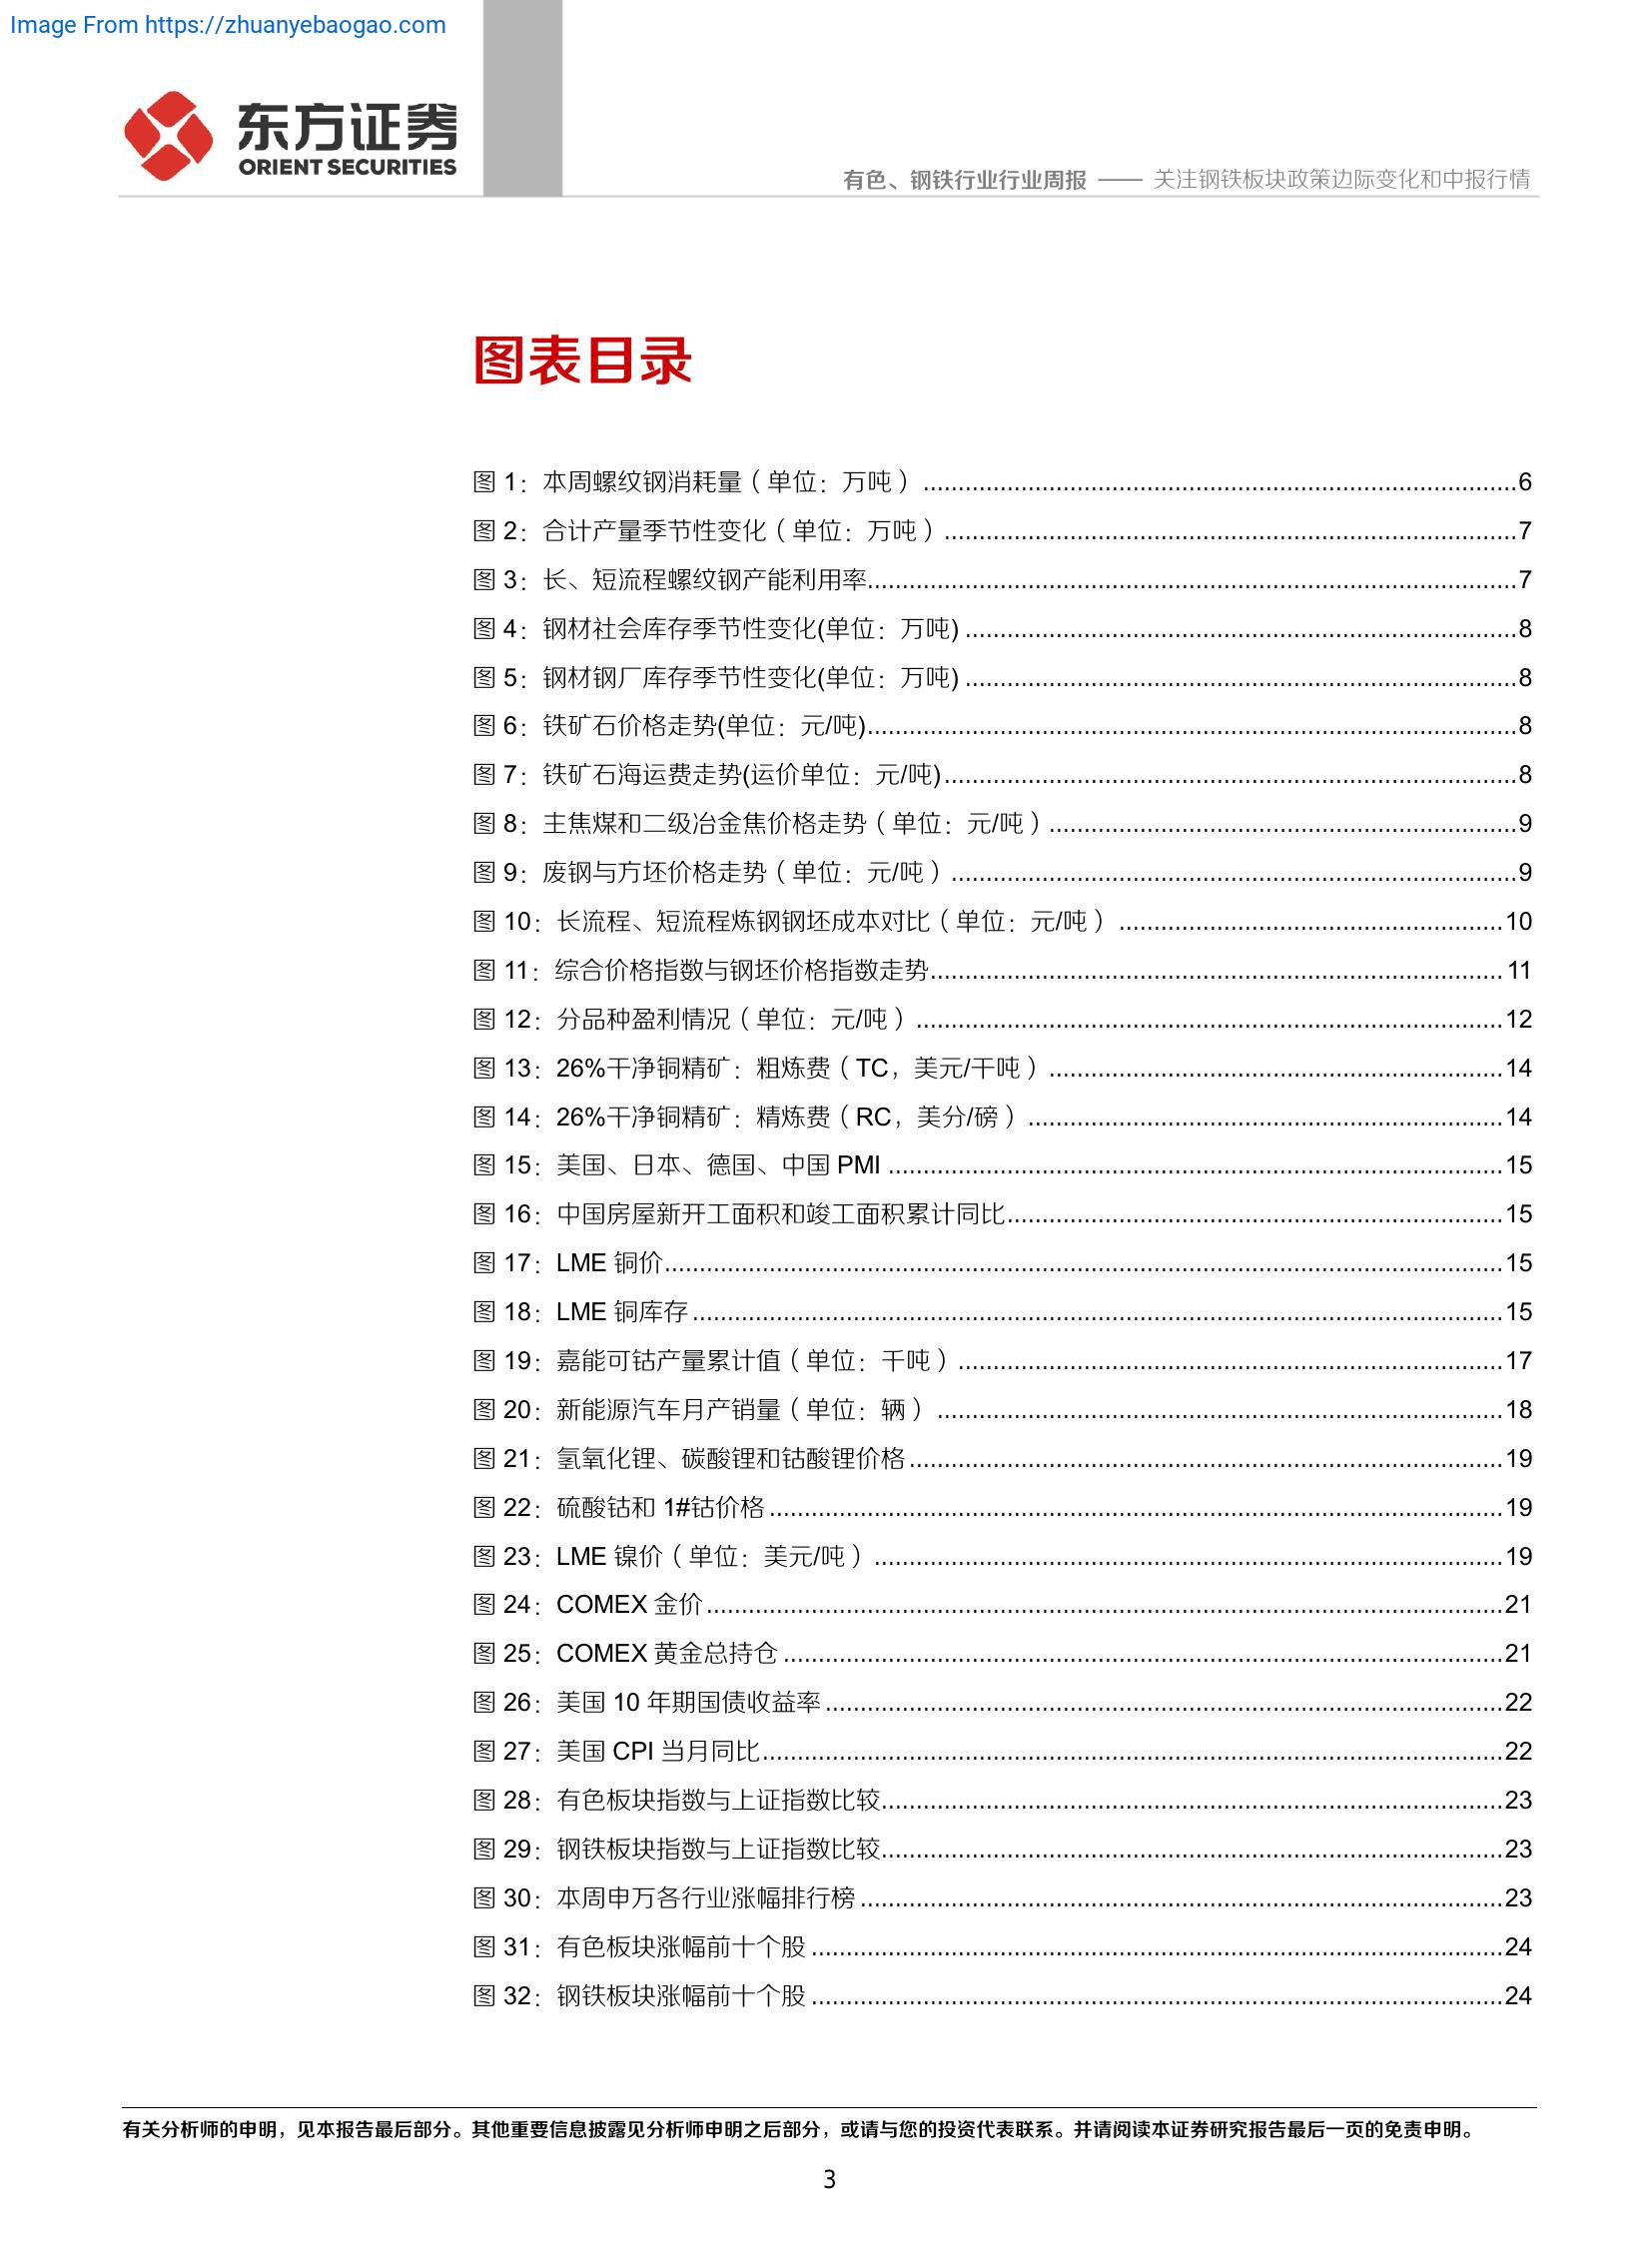 Image From https://zhuanyebaogao.com
东方证券
ORIENT SECURITIES
有色、钢铁行业行业周报 —— 关注钢铁板块政策边际变化和中报行情
图表目录
图 1：本周螺纹钢消耗量（单位：万吨）....................6
图 2：合计产量季节性变化（单位：万吨）....................7
图 3：长、短流程螺纹钢产能利用率....................7
图 4：钢材社会库存季节性变化(单位：万吨)....................8
图 5：钢材钢厂库存季节性变化(单位：万吨)....................8
图 6：铁矿石价格走势(单位：元/吨)....................8
图 7：铁矿石海运费走势(运价单位：元/吨)....................8
图 8：主焦煤和二级冶金焦价格走势（单位：元/吨）....................9
图 9：废钢与方坯价格走势（单位：元/吨）....................9
图 10：长流程、短流程炼钢钢坯成本对比（单位：元/吨）....................10
图 11：综合价格指数与钢坯价格指数走势....................11
图 12：分品种盈利情况（单位：元/吨）....................12
图 13：26%干净铜精矿：粗炼费（TC，美元/干吨）....................14
图 14：26%干净铜精矿：精炼费（RC，美分/磅）....................14
图 15：美国、日本、德国、中国 PMI....................15
图 16：中国房屋新开工面积和竣工面积累计同比....................15
图 17：LME 铜价....................15
图 18：LME 铜库存....................15
图 19：嘉能可钴产量累计值（单位：干吨）....................17
图 20：新能源汽车月产销量（单位：辆）....................18
图 21：氢氧化锂、碳酸锂和钴酸锂价格....................19
图 22：硫酸钴和 1#钴价格....................19
图 23：LME 镍价（单位：美元/吨）....................19
图 24：COMEX 金价....................21
图 25：COMEX 黄金总持仓....................21
图 26：美国 10 年期国债收益率....................22
图 27：美国 CPI 当月同比....................22
图 28：有色板块指数与上证指数比较....................23
图 29：钢铁板块指数与上证指数比较....................23
图 30：本周申万各行业涨幅排行榜....................23
图 31：有色板块涨幅前十个股....................24
图 32：钢铁板块涨幅前十个股....................24
有关分析师的申明，见本报告最后部分。其他重要信息披露见分析师申明之后部分，或请与您的投资代表联系。并请阅读本证券研究报告最后一页的免责申明。
3